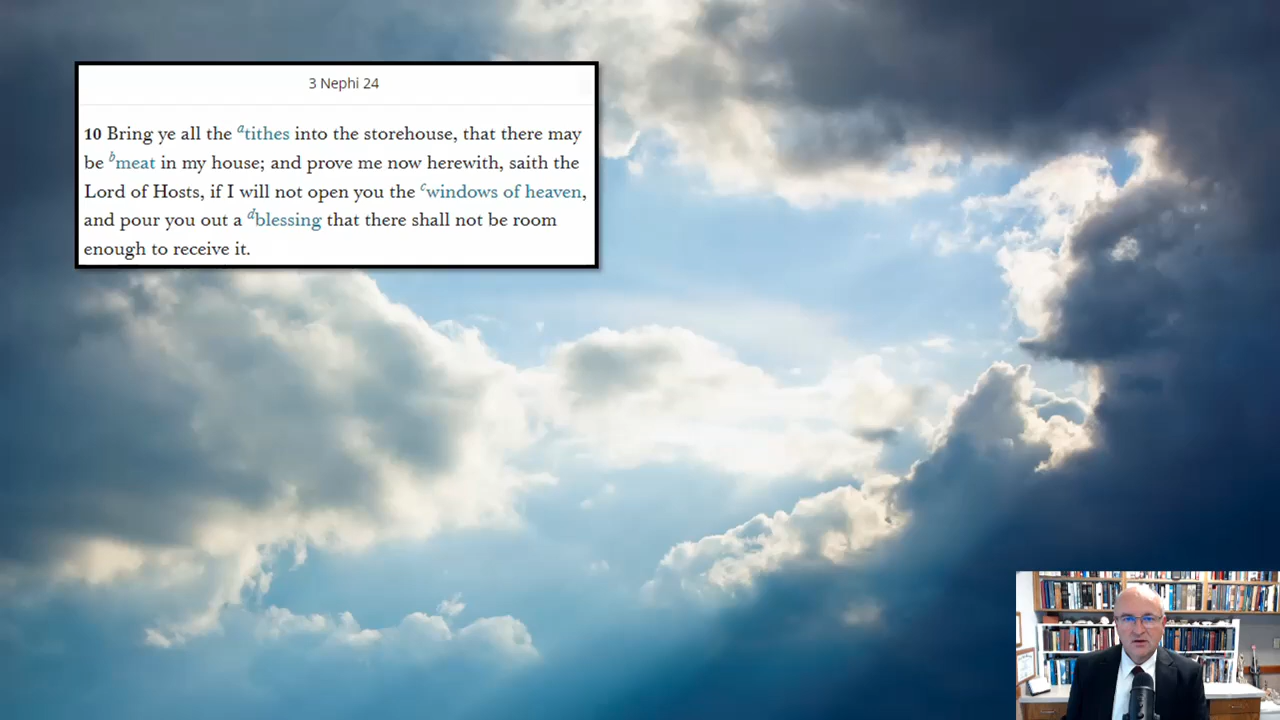 3 Nephi 24
10 Bring ye all the atithes into the storehouse, that there may
be bmeat in my house; and prove me now herewith, saith the
Lord of Hosts, if I will not open you the cwindows of heaven,
and pour you out a dblessing that there shall not be room
enough to receive it.